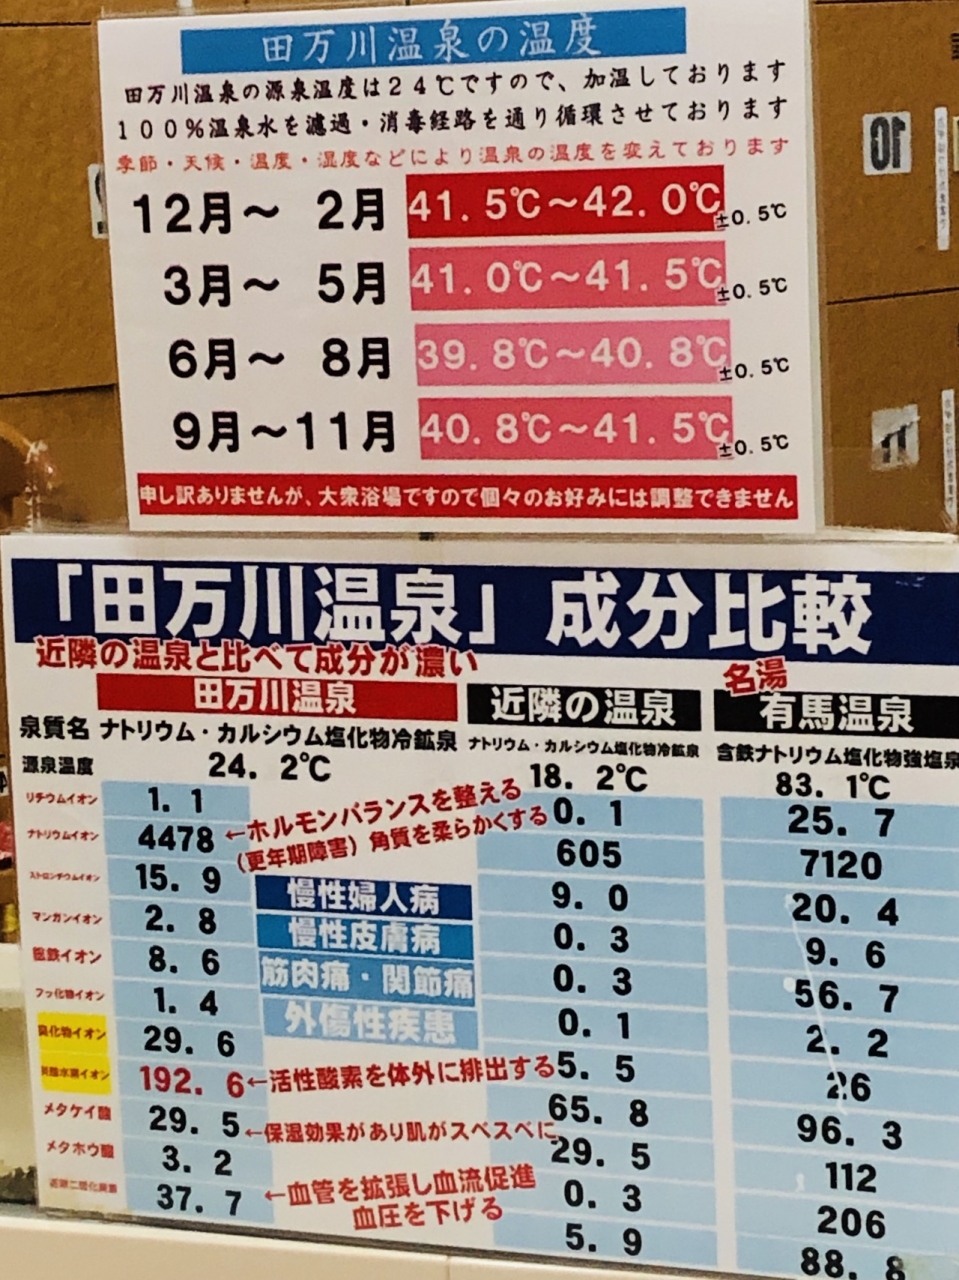 田万川温泉の温度
田万川温泉の源泉温度は24℃ですので、加温しております
100%温泉水を濾過・消毒経路を通り循環させております
季節・天候・温度・湿度などにより温泉の温度を変えております
12月〜 2月 41.5℃〜42.0℃ ±0.5℃
3月〜 5月 41.0℃〜41.5℃ ±0.5℃
6月〜 8月 39.8℃〜40.8℃ ±0.5℃
9月〜11月 40.8℃〜41.5℃ ±0.5℃
申し訳ありませんが、大衆浴場ですので個々のお好みには調整できません
10
11
「田万川温泉」成分比較
近隣の温泉と比べて成分が濃い
名湯
田万川温泉 近隣の温泉 有馬温泉
泉質名 ナトリウム・カルシウム塩化物冷鉱泉 ナトリウム・カルシウム塩化物冷鉱泉 含鉄ナトリウム塩化物強塩泉
源泉温度 24.2℃ 18.2℃ 83.1℃
リチウムイオン 1.1 0.1 25.7
ナトリウムイオン 4478 605 7120
←ホルモンバランスを整える
(更年期障害)角質を柔らかくする
ストロンチウムイオン 15.9 9.0 20.4
マンガンイオン 2.8 0.3 9.6
総鉄イオン 8.6 0.3 56.7
フッ化物イオン 1.4 0.1 2.2
慢性婦人病
慢性皮膚病
筋肉痛・関節痛
外傷性疾患
臭化物イオン 29.6 5.5 26
炭酸水素イオン 192.6 ←活性酸素を体外に排出する 65.8 96.3
メタケイ酸 29.5 ←保湿効果があり肌がスベスベに 29.5 112
メタホウ酸 3.2 0.3 206
遊離二酸化炭素 37.7 5.9 88.8
←血管を拡張し血流促進
血圧を下げる